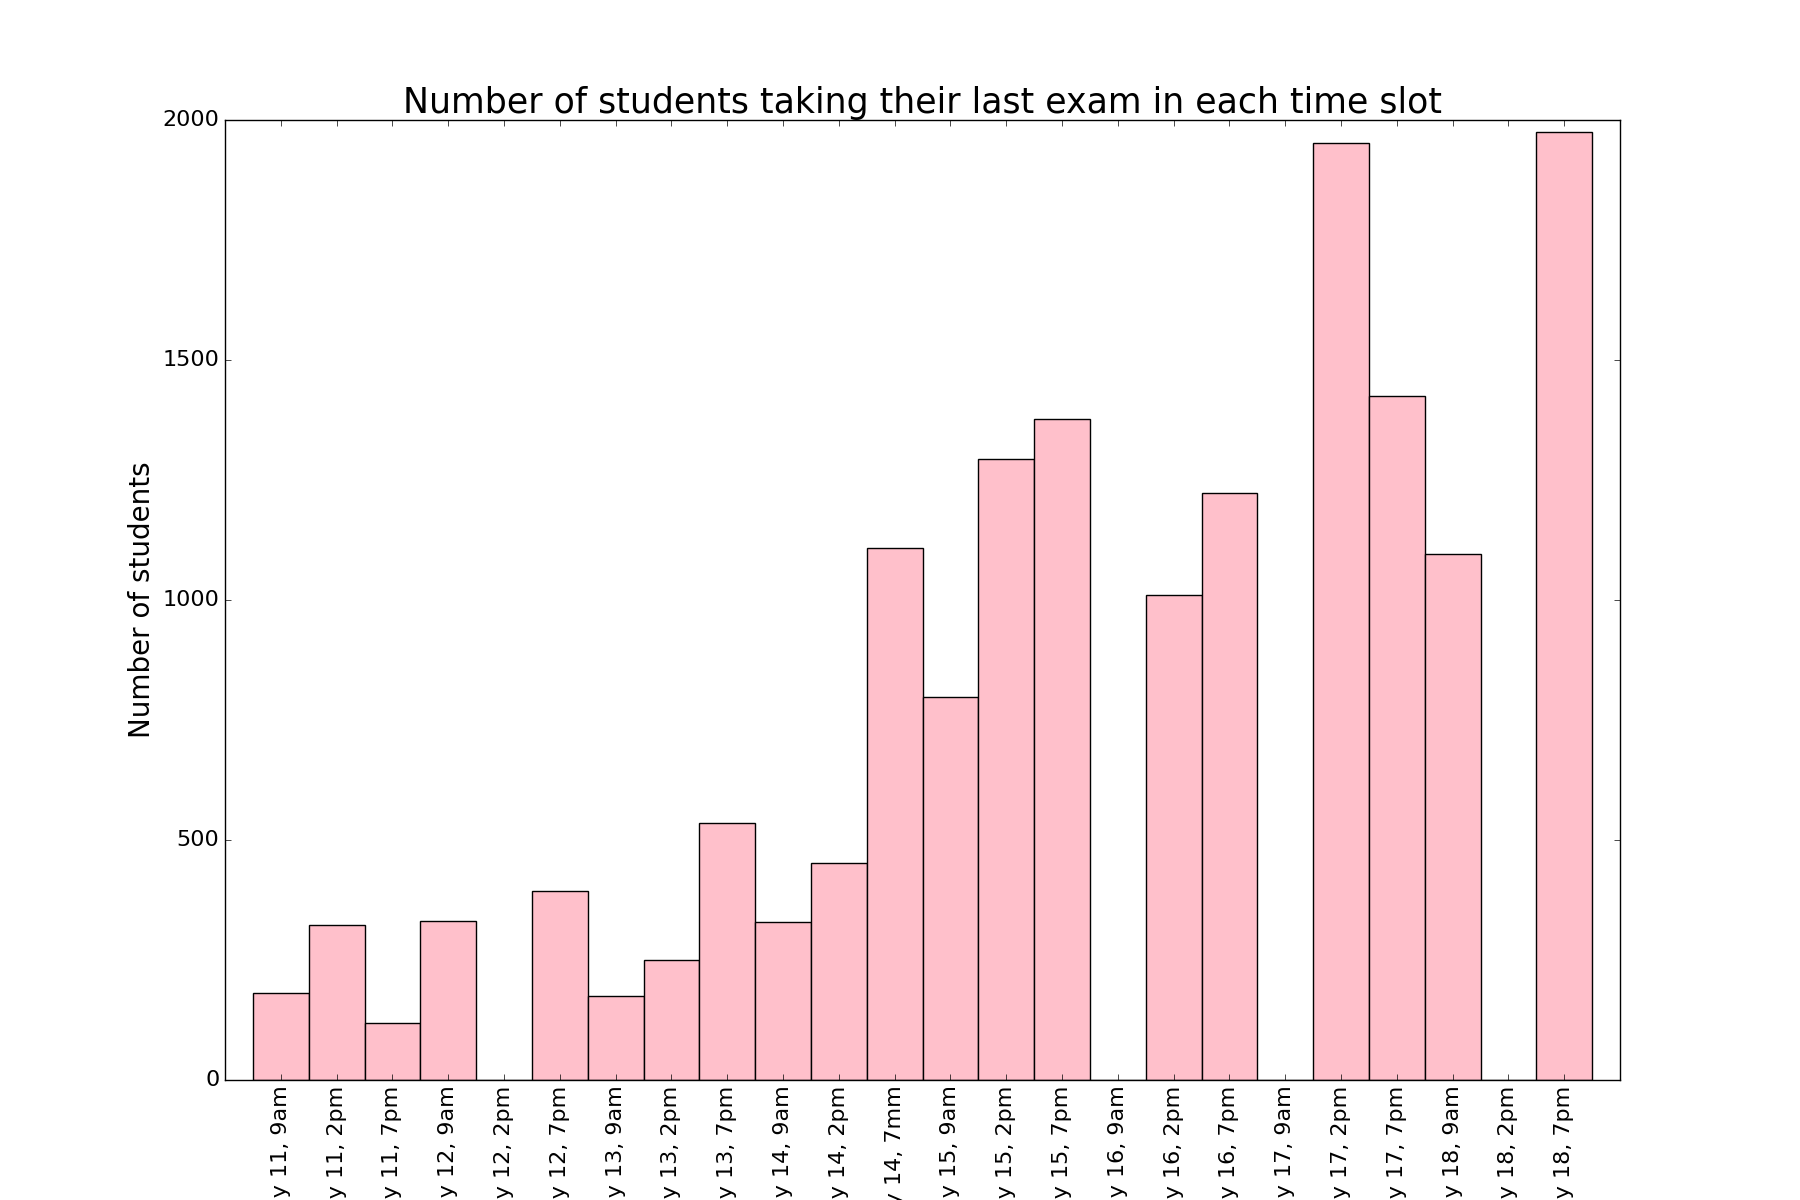 Number of students taking their last exam in each time slot
Number of students
2000
1500
1000
500
0
y 11, 9am
y 11, 2pm
y 11, 7pm
y 12, 9am
y 12, 2pm
y 12, 7pm
y 13, 9am
y 13, 2pm
y 13, 7pm
y 14, 9am
y 14, 2pm
y 14, 7mm
y 15, 9am
y 15, 2pm
y 15, 7pm
y 16, 9am
y 16, 2pm
y 16, 7pm
y 17, 9am
y 17, 2pm
y 17, 7pm
y 18, 9am
y 18, 2pm
y 18, 7pm